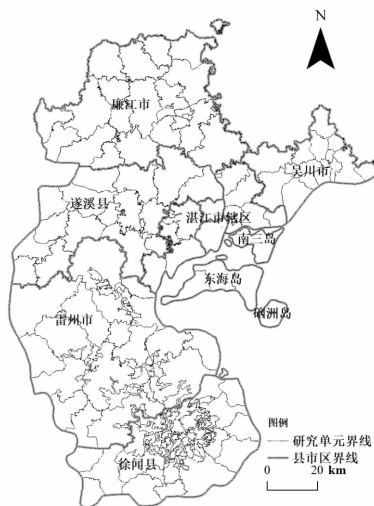 N
廉江市
吴川市
遂溪县
湛江市辖区
南三岛
东海岛
硇洲岛
雷州市
徐闻县
图例
研究单元界线
县市区界线
0 20 km